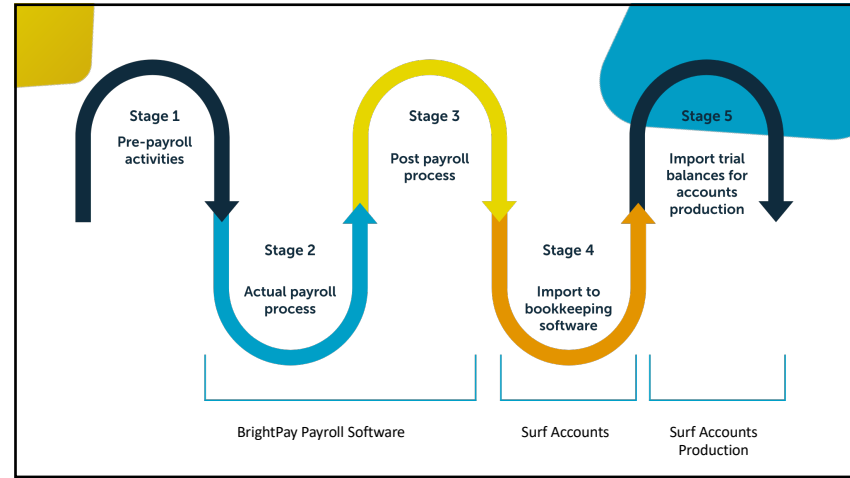 Stage 1
Pre-payroll
activities
Stage 2
Actual payroll
process
Stage 3
Post payroll
process
Stage 4
Import to
bookkeeping
software
Stage 5
Import trial
balances for
accounts
production
BrightPay Payroll Software
Surf Accounts
Surf Accounts
Production